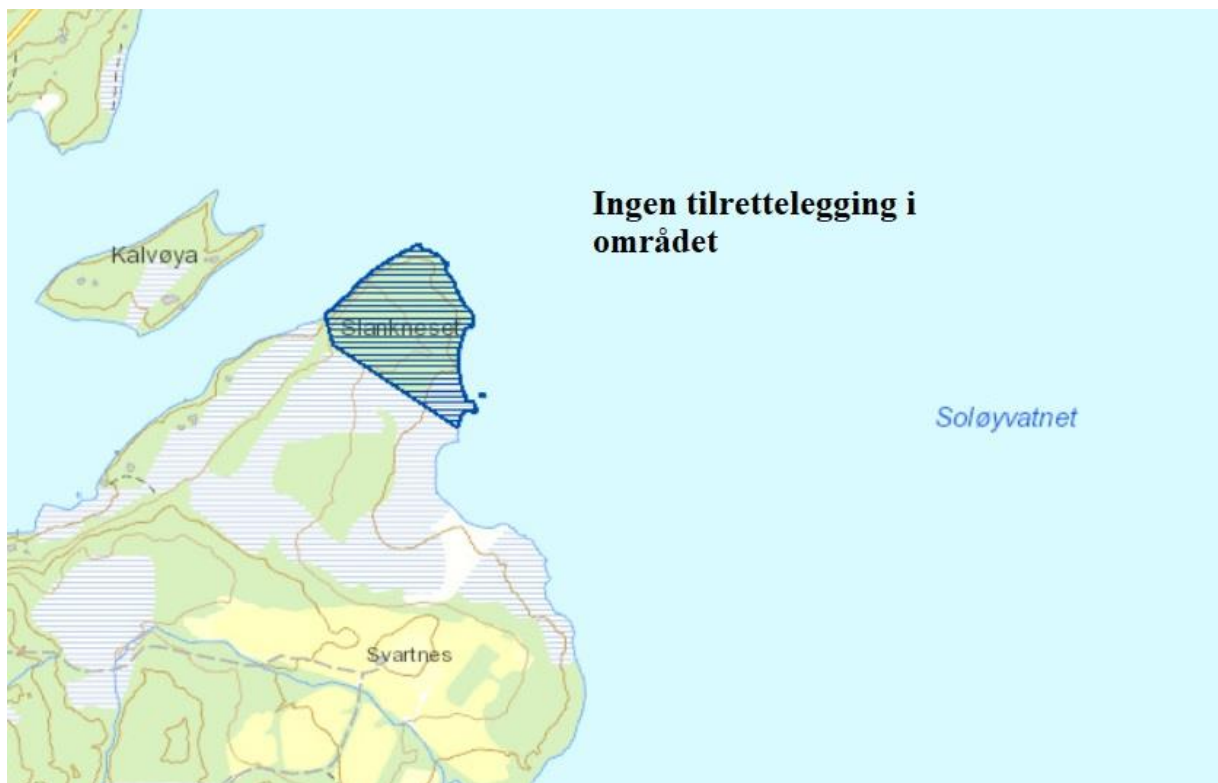 Ingen tilrettelegging i
området
Kalvøya
Slankneset
Soløyvatnet
Svartnes